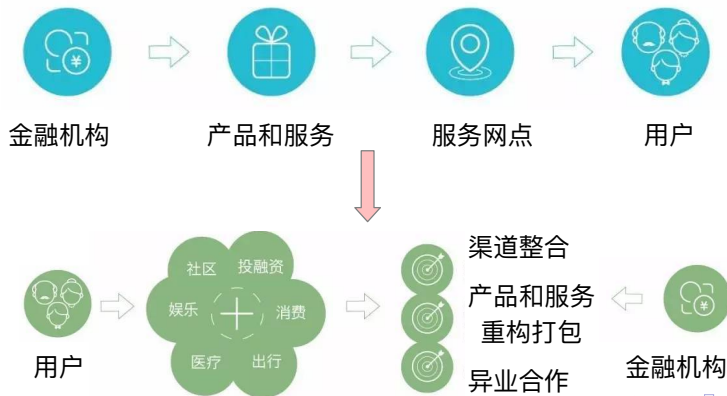 ¥
金融机构
产品和服务
服务网点
用户
社区
投融资
娱乐
消费
医疗
出行
用户
渠道整合
产品和服务
重构打包
异业合作
¥
金融机构